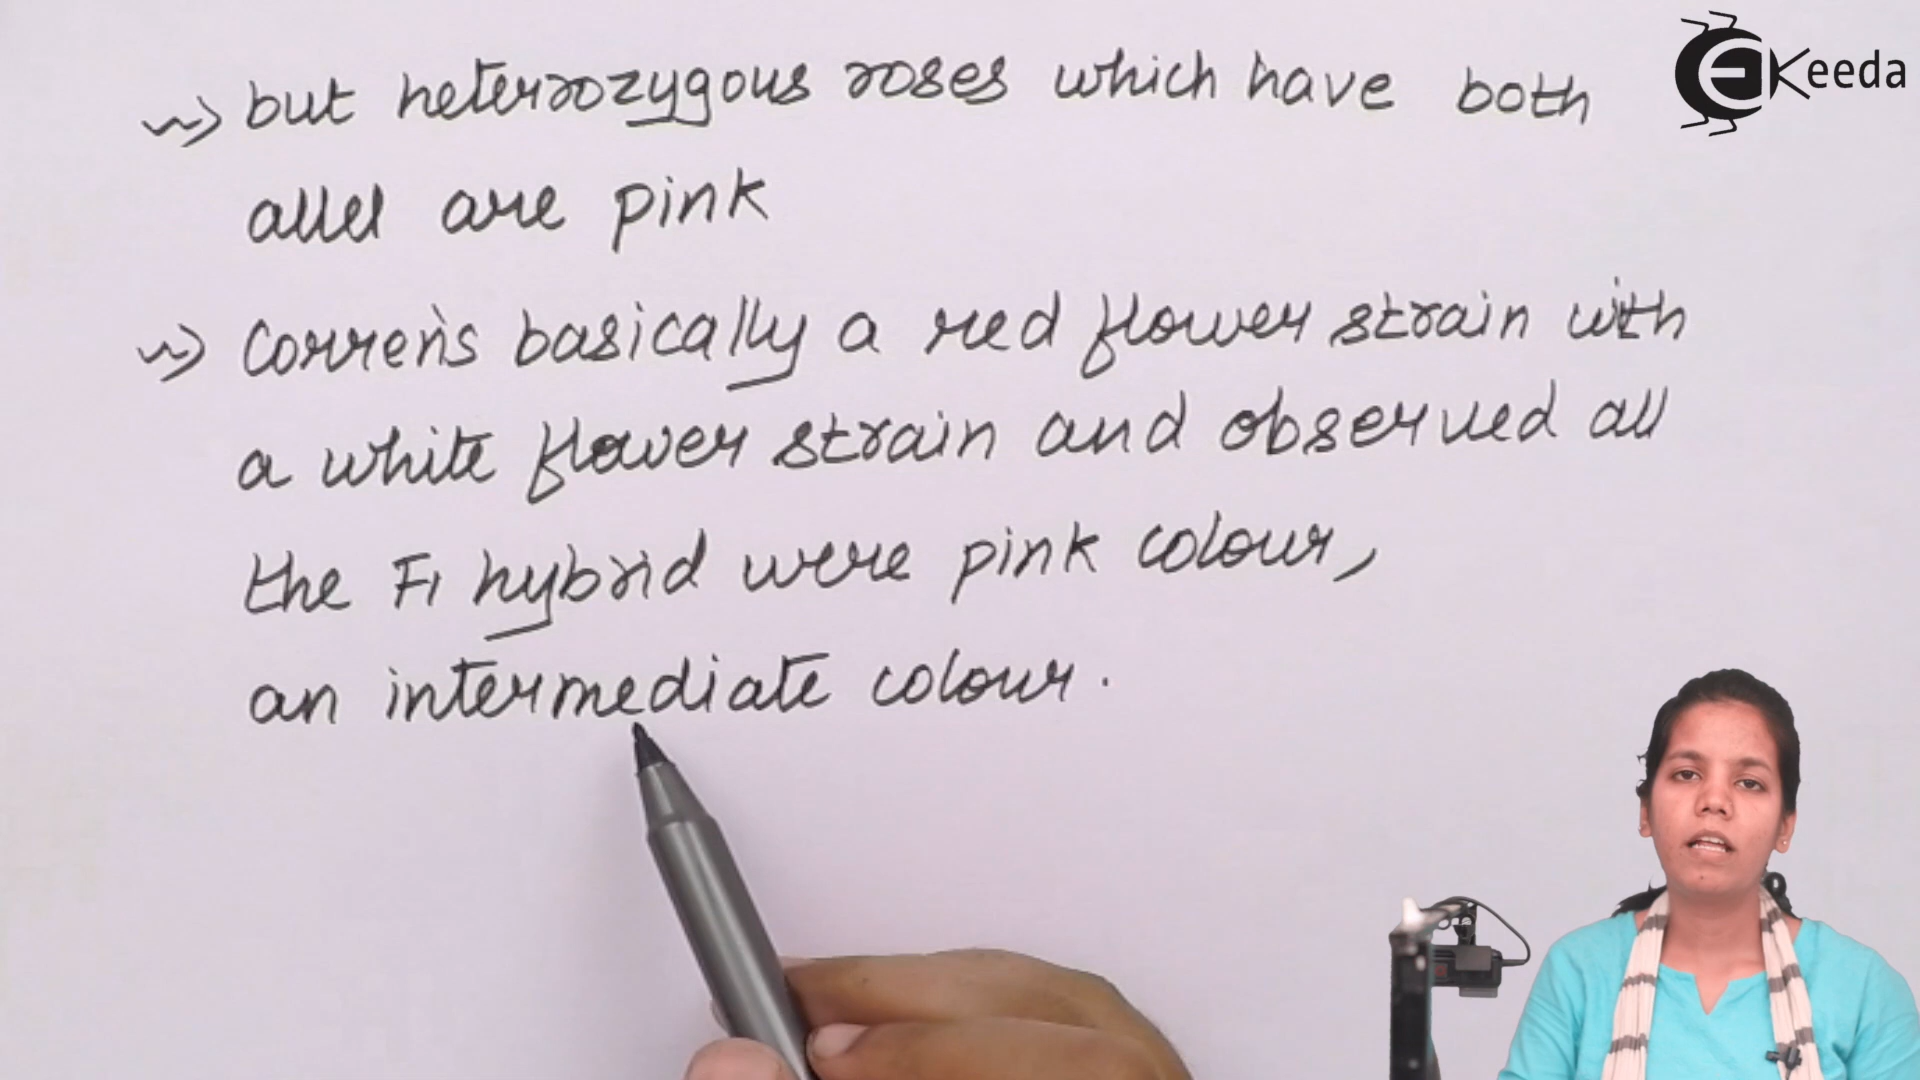 Keeda
~> but heterozygous roses which have both
allel are pink
~> Corren's basically a red flower strain with
a white flower strain and observed all
the F1 hybrid were pink colour,
an intermediate colour.